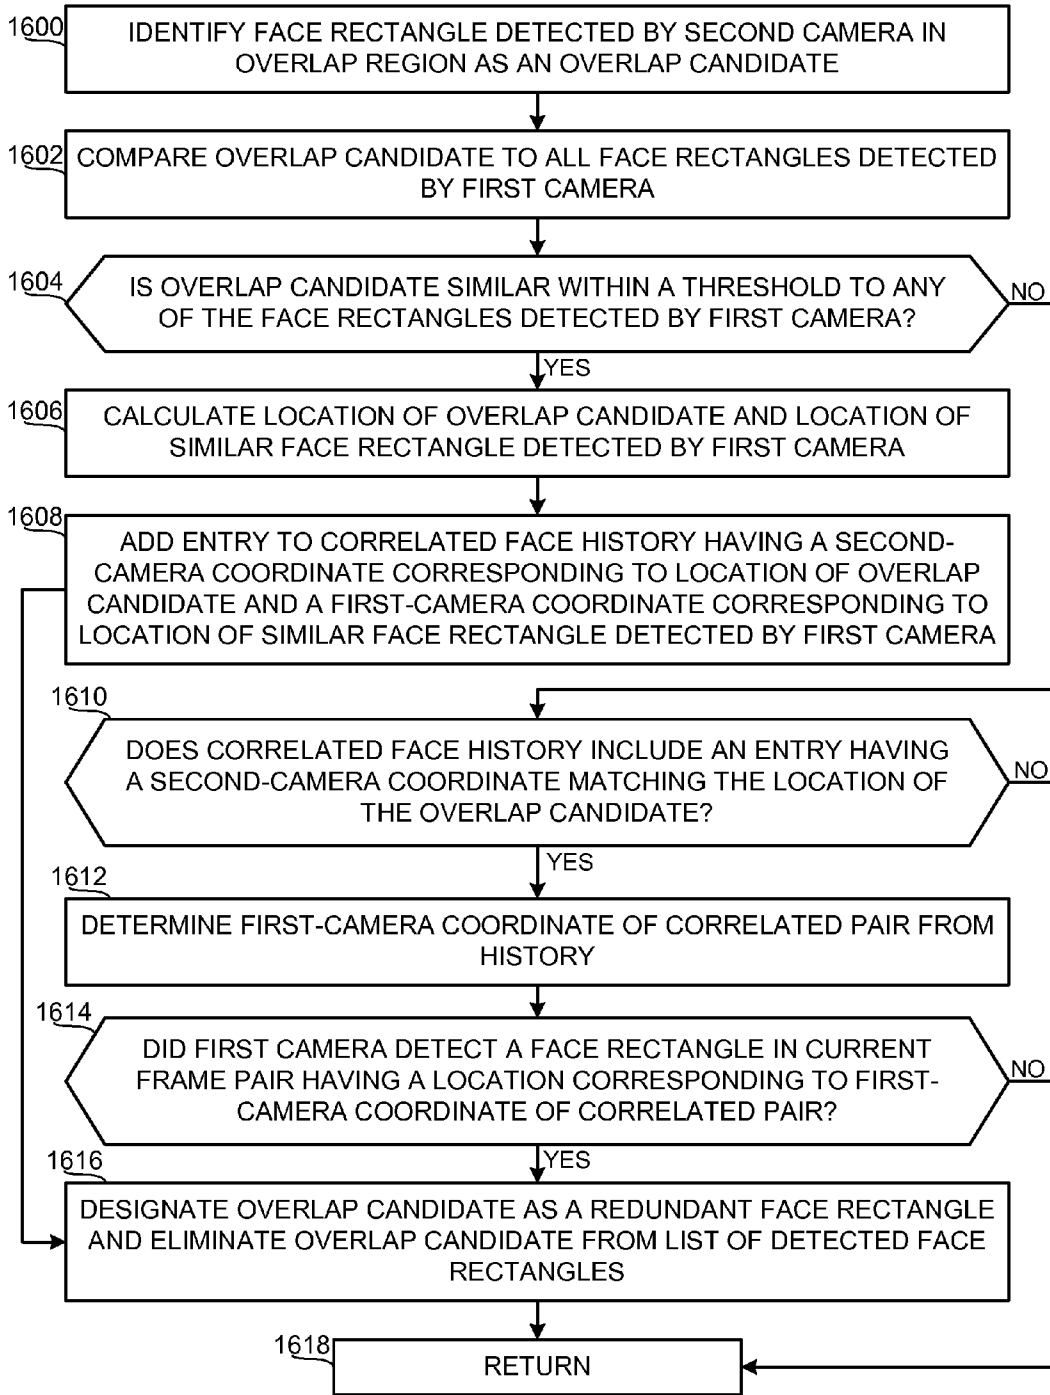 1600
IDENTIFY FACE RECTANGLE DETECTED BY SECOND CAMERA IN
OVERLAP REGION AS AN OVERLAP CANDIDATE
1602
COMPARE OVERLAP CANDIDATE TO ALL FACE RECTANGLES DETECTED
BY FIRST CAMERA
1604
IS OVERLAP CANDIDATE SIMILAR WITHIN A THRESHOLD TO ANY
OF THE FACE RECTANGLES DETECTED BY FIRST CAMERA?
NO
YES
1606
CALCULATE LOCATION OF OVERLAP CANDIDATE AND LOCATION OF
SIMILAR FACE RECTANGLE DETECTED BY FIRST CAMERA
1608
ADD ENTRY TO CORRELATED FACE HISTORY HAVING A SECOND-
CAMERA COORDINATE CORRESPONDING TO LOCATION OF OVERLAP
CANDIDATE AND A FIRST-CAMERA COORDINATE CORRESPONDING TO
LOCATION OF SIMILAR FACE RECTANGLE DETECTED BY FIRST CAMERA
1610
DOES CORRELATED FACE HISTORY INCLUDE AN ENTRY HAVING
A SECOND-CAMERA COORDINATE MATCHING THE LOCATION OF
THE OVERLAP CANDIDATE?
NO
YES
1612
DETERMINE FIRST-CAMERA COORDINATE OF CORRELATED PAIR FROM
HISTORY
1614
DID FIRST CAMERA DETECT A FACE RECTANGLE IN CURRENT
FRAME PAIR HAVING A LOCATION CORRESPONDING TO FIRST-
CAMERA COORDINATE OF CORRELATED PAIR?
NO
YES
1616
DESIGNATE OVERLAP CANDIDATE AS A REDUNDANT FACE RECTANGLE
AND ELIMINATE OVERLAP CANDIDATE FROM LIST OF DETECTED FACE
RECTANGLES
1618
RETURN